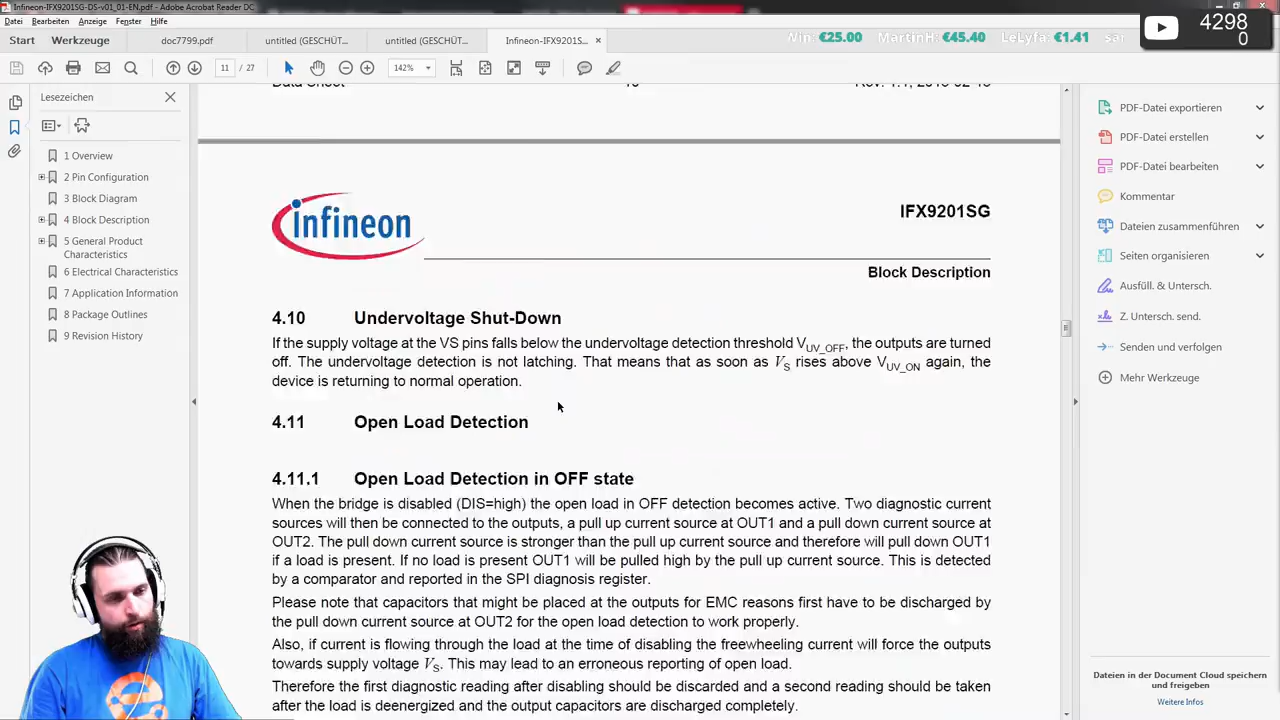 Infineon-IFX9201SG-DS-v01_01-EN.pdf - Adobe Acrobat Reader DC
Datei Bearbeiten Anzeige Fenster Hilfe
Win: €25.00 MartinH: €45.40 LeLyfa: €1.41
4298
0
Start Werkzeuge doc7799.pdf untitled (GESCHÜT... untitled (GESCHÜT... Infineon-IFX9201S... ×
11 / 27 142%
Lesezeichen
1 Overview
2 Pin Configuration
3 Block Diagram
4 Block Description
5 General Product
Characteristics
6 Electrical Characteristics
7 Application Information
8 Package Outlines
9 Revision History
Data Sheet
infineon
IFX9201SG
Block Description
4.10 Undervoltage Shut-Down
If the supply voltage at the VS pins falls below the undervoltage detection threshold VUV_OFF, the outputs are turned
off. The undervoltage detection is not latching. That means that as soon as VS rises above VUV_ON again, the
device is returning to normal operation.
4.11 Open Load Detection
4.11.1 Open Load Detection in OFF state
When the bridge is disabled (DIS=high) the open load in OFF detection becomes active. Two diagnostic current
sources will then be connected to the outputs, a pull up current source at OUT1 and a pull down current source at
OUT2. The pull down current source is stronger than the pull up current source and therefore will pull down OUT1
if a load is present. If no load is present OUT1 will be pulled high by the pull up current source. This is detected
by a comparator and reported in the SPI diagnosis register.
Please note that capacitors that might be placed at the outputs for EMC reasons first have to be discharged by
the pull down current source at OUT2 for the open load detection to work properly.
Also, if current is flowing through the load at the time of disabling the freewheeling current will force the outputs
towards supply voltage VS. This may lead to an erroneous reporting of open load.
Therefore the first diagnostic reading after disabling should be discarded and a second reading should be taken
after the load is deenergized and the output capacitors are discharged completely.
PDF-Datei exportieren
PDF-Datei erstellen
PDF-Datei bearbeiten
Kommentar
Dateien zusammenführen
Seiten organisieren
Ausfüll. & Untersch.
Z. Untersch. send.
Senden und verfolgen
Mehr Werkzeuge
Dateien in der Document Cloud speichern
und freigeben
Weitere Infos